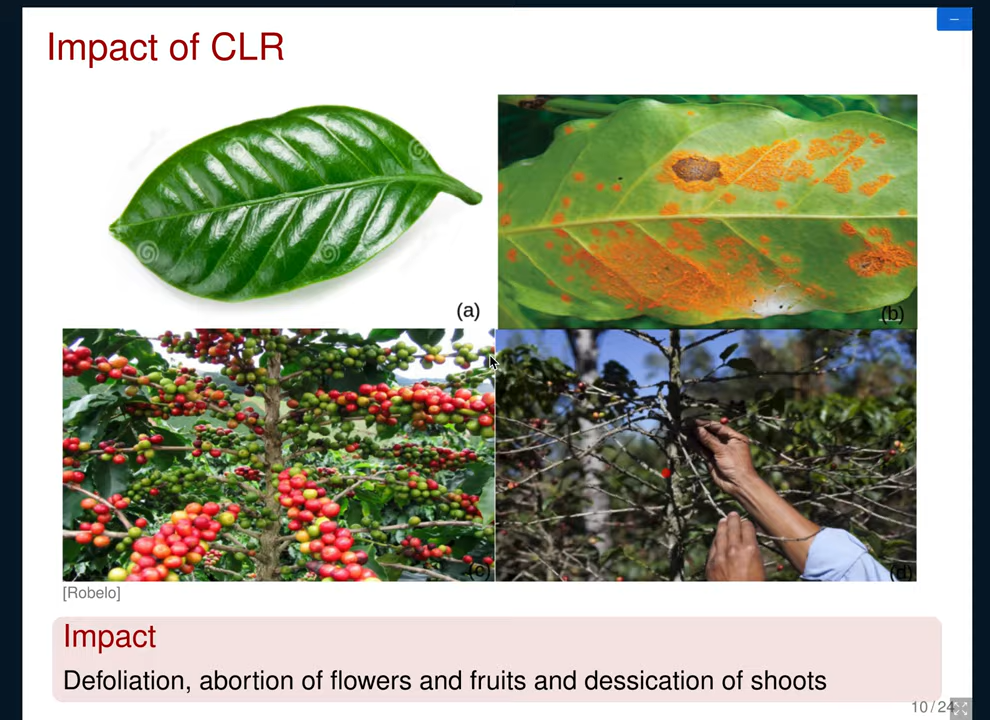 Impact of CLR
(a)
(b)
(c)
(d)
[Robelo]
Impact
Defoliation, abortion of flowers and fruits and dessication of shoots
10 / 24